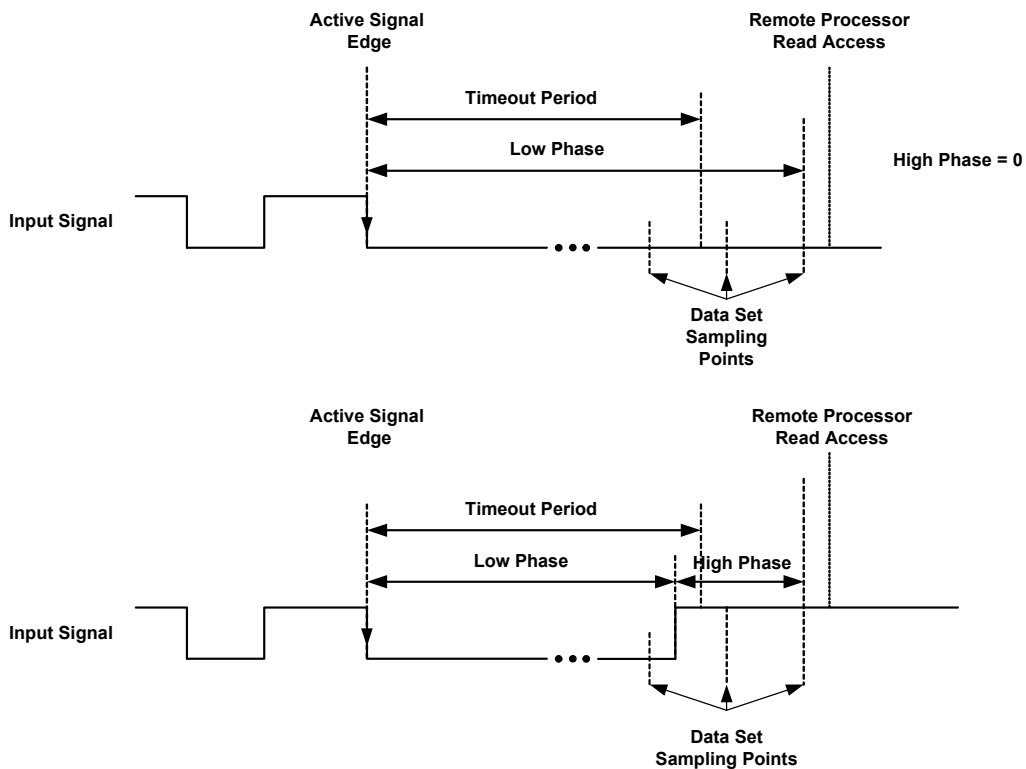 Active Signal
Edge
Remote Processor
Read Access
Timeout Period
Low Phase
High Phase = 0
Input Signal
Data Set
Sampling
Points
Active Signal
Edge
Remote Processor
Read Access
Timeout Period
Low Phase
High Phase
Input Signal
Data Set
Sampling Points